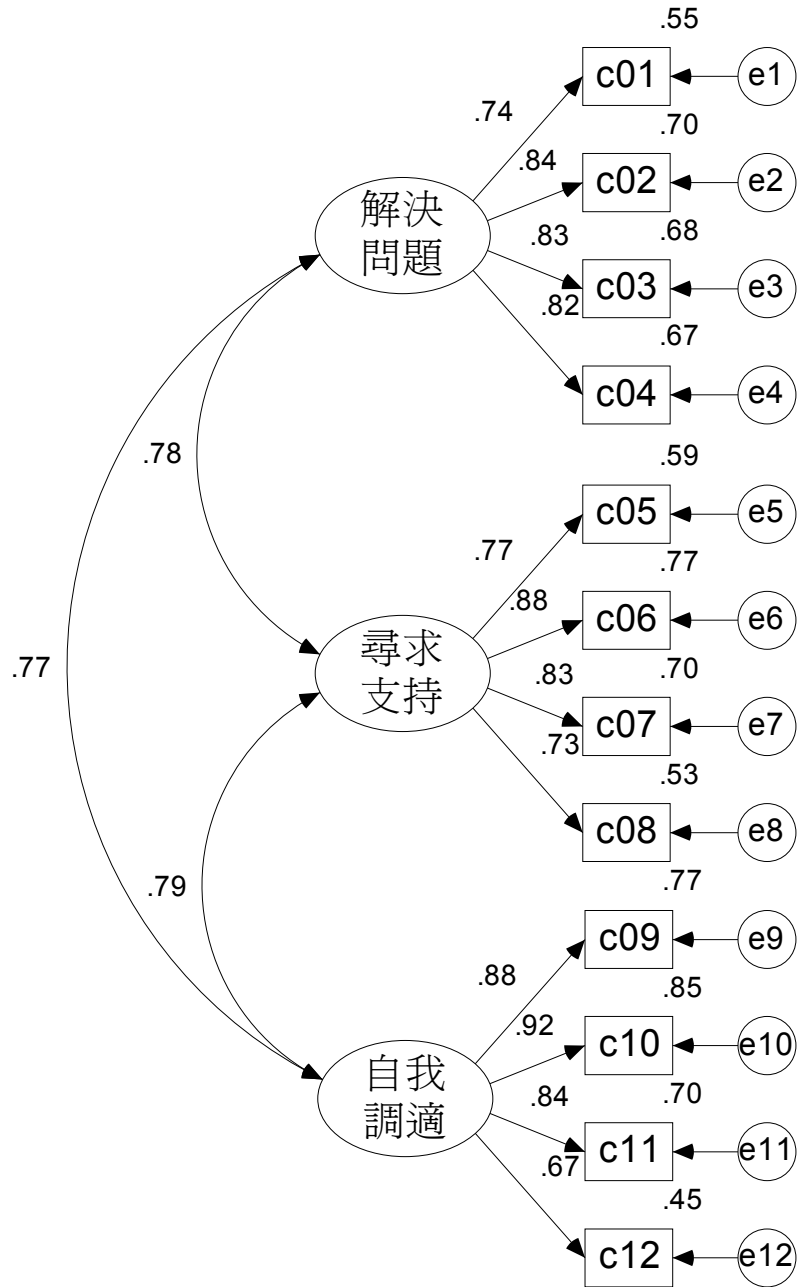 .55
c01
e1
.74
.70
.84
c02
e2
解決
問題
.83
.68
c03
e3
.82
.67
c04
e4
.78
.59
c05
e5
.77
.77
.88
c06
e6
尋求
支持
.77
.83
.70
c07
e7
.73
.53
c08
e8
.79
.77
c09
e9
.88
.85
.92
c10
e10
自我
調適
.84
.70
c11
e11
.67
.45
c12
e12